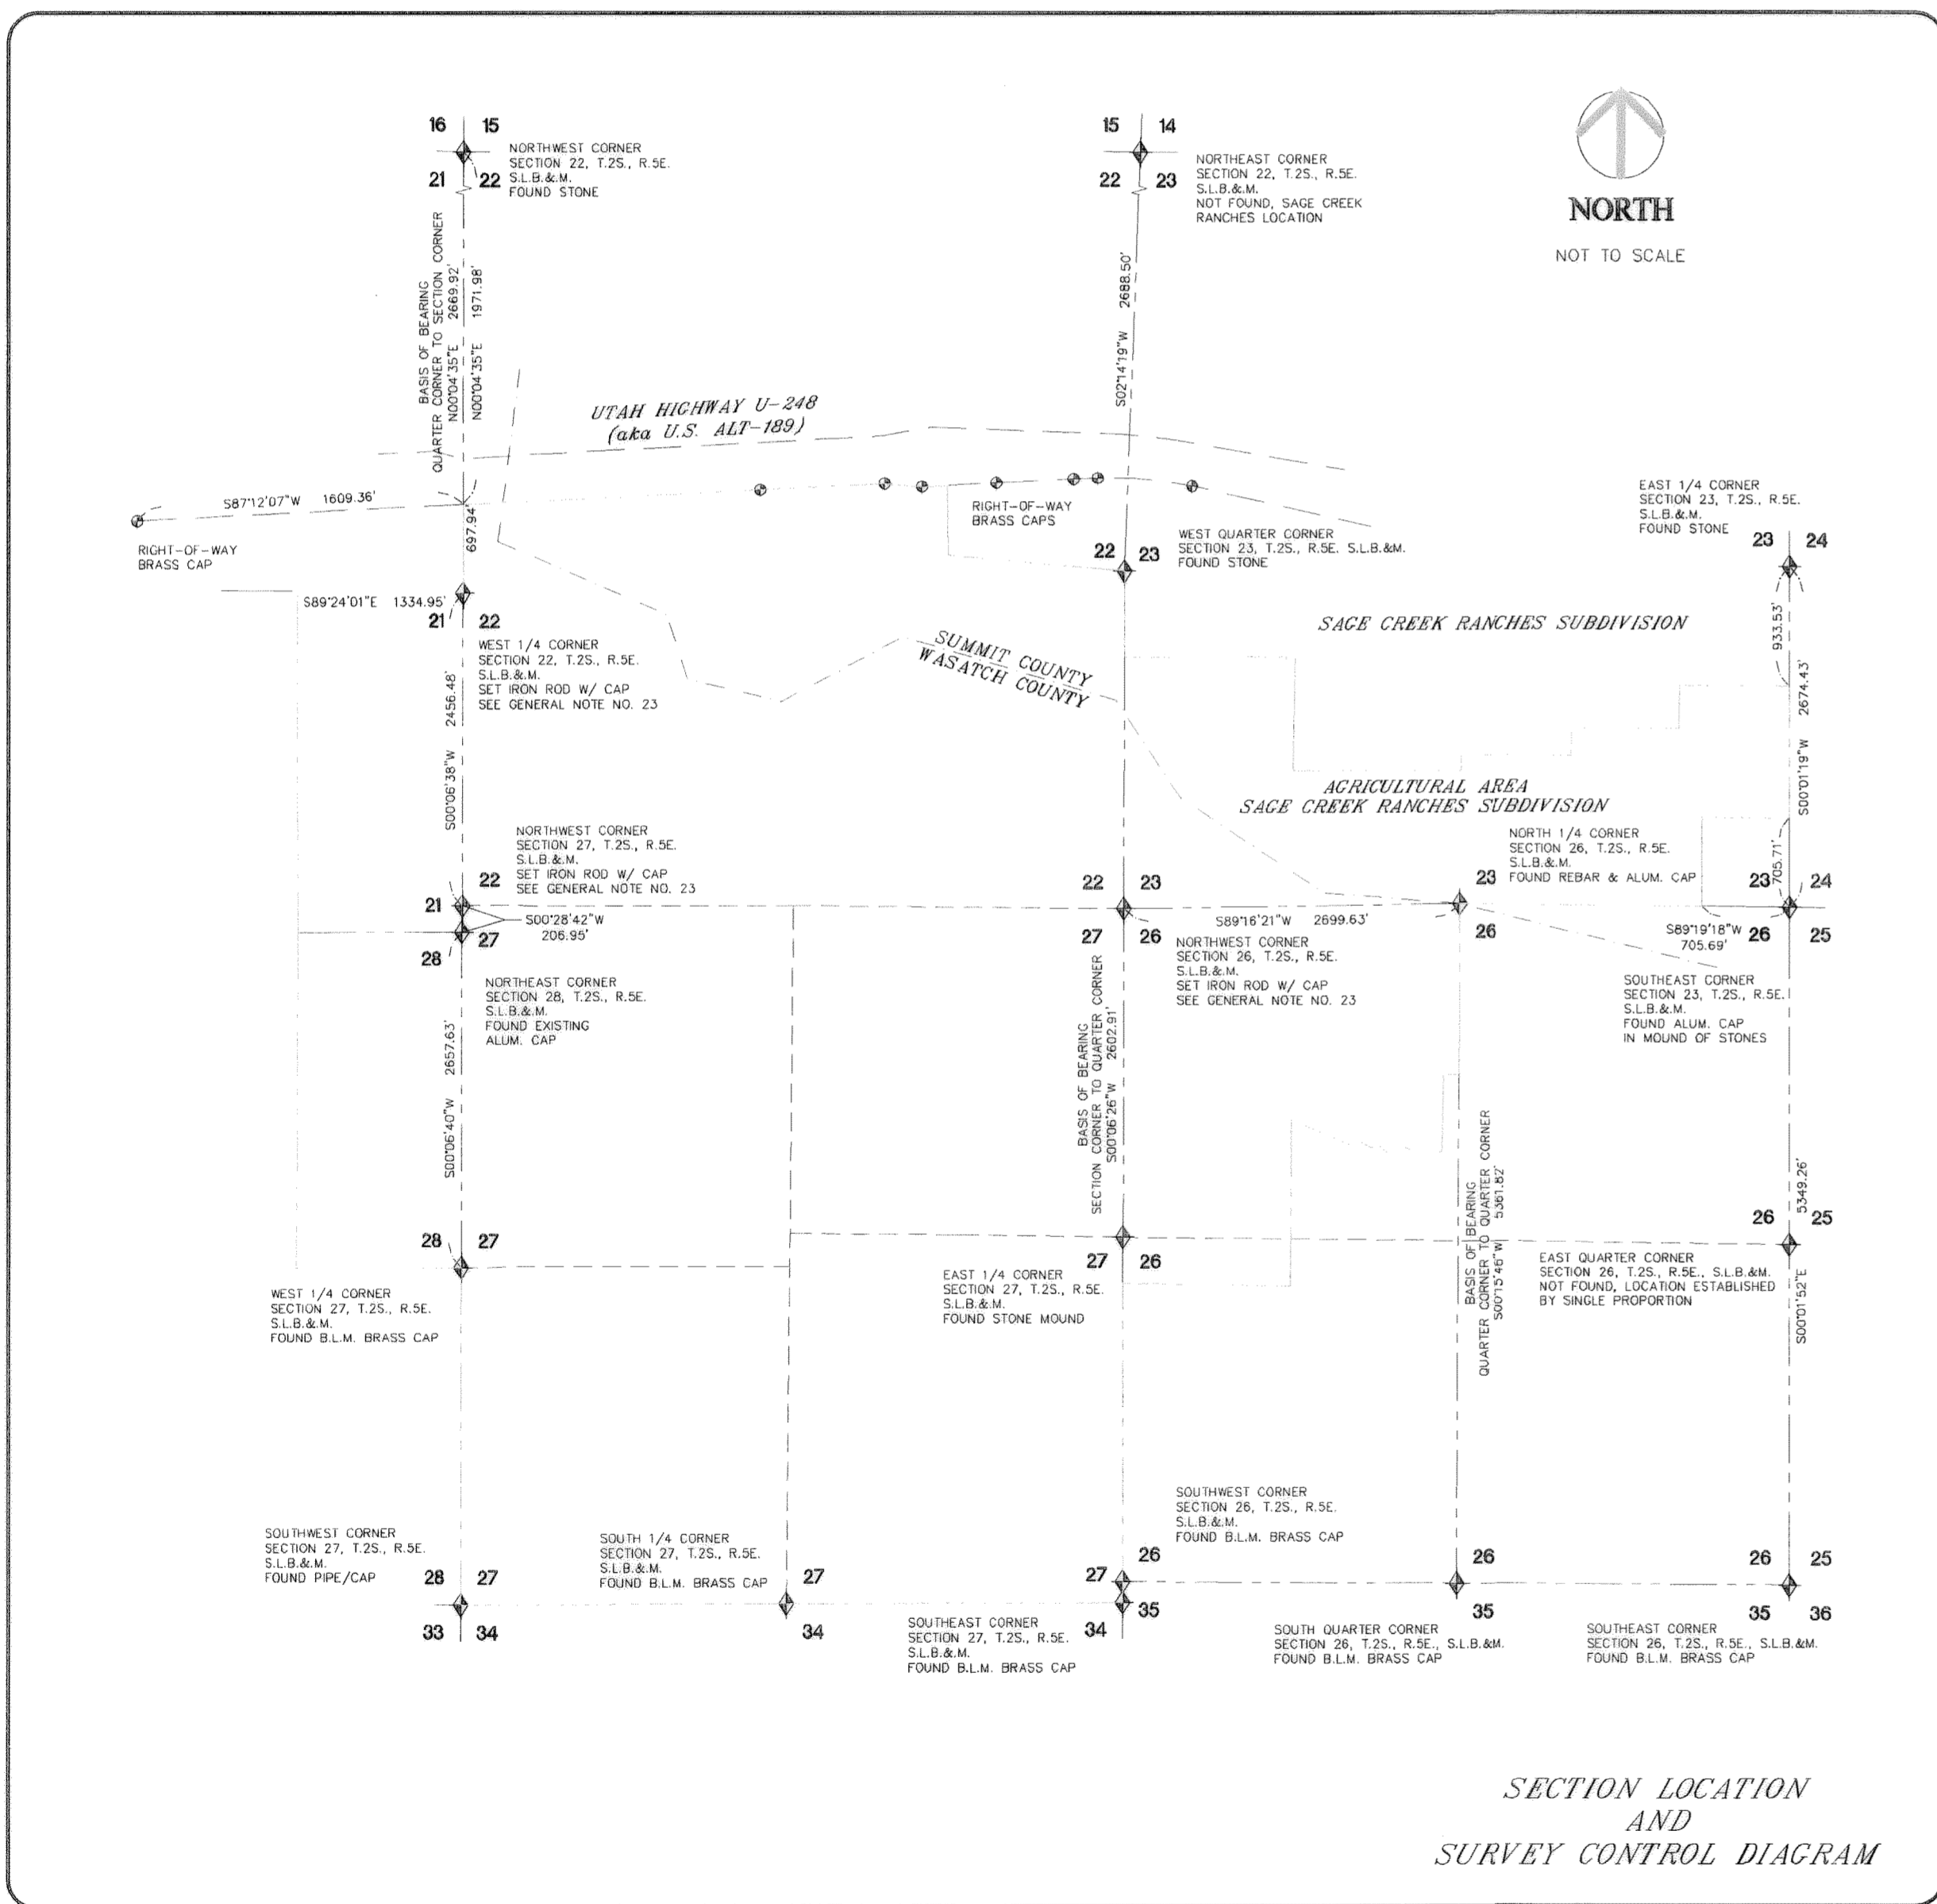 16 15
NORTHWEST CORNER
SECTION 22, T.2S., R.5E.
S.L.B.&M.
FOUND STONE
21 22
15 14
NORTHEAST CORNER
SECTION 22, T.2S., R.5E.
S.L.B.&M.
NOT FOUND, SAGE CREEK
RANCHES LOCATION
22 23
NORTH
NOT TO SCALE
BASIS OF BEARING
QUARTER CORNER TO SECTION CORNER
N00°04'35"E 2669.92'
N00°04'35"E 1971.98'
S02°14'19"W 2688.50'
UTAH HIGHWAY U-248
(aka U.S. ALT-189)
S87°12'07"W 1609.36'
RIGHT-OF-WAY
BRASS CAP
697.94'
RIGHT-OF-WAY
BRASS CAPS
22 23
WEST QUARTER CORNER
SECTION 23, T.2S., R.5E. S.L.B.&M.
FOUND STONE
EAST 1/4 CORNER
SECTION 23, T.2S., R.5E.
S.L.B.&M.
FOUND STONE
23 24
S89°24'01"E 1334.95'
21 22
WEST 1/4 CORNER
SECTION 22, T.2S., R.5E.
S.L.B.&M.
SET IRON ROD W/ CAP
SEE GENERAL NOTE NO. 23
SUMMIT COUNTY
WASATCH COUNTY
SAGE CREEK RANCHES SUBDIVISION
933.53'
S00°01'19"W 2674.43'
S00°06'38"W 2456.48'
AGRICULTURAL AREA
SAGE CREEK RANCHES SUBDIVISION
NORTHWEST CORNER
SECTION 27, T.2S., R.5E.
S.L.B.&M.
SET IRON ROD W/ CAP
SEE GENERAL NOTE NO. 23
22
21
27
28
S00°28'42"W
206.95'
NORTHEAST CORNER
SECTION 28, T.2S., R.5E.
S.L.B.&M.
FOUND EXISTING
ALUM. CAP
22 23
27 26
S89°16'21"W 2699.63'
NORTHWEST CORNER
SECTION 26, T.2S., R.5E.
S.L.B.&M.
SET IRON ROD W/ CAP
SEE GENERAL NOTE NO. 23
NORTH 1/4 CORNER
SECTION 26, T.2S., R.5E.
S.L.B.&M.
FOUND REBAR & ALUM. CAP
23
26
705.71'
23 24
S89°19'18"W
705.69'
26 25
SOUTHEAST CORNER
SECTION 23, T.2S., R.5E.
S.L.B.&M.
FOUND ALUM. CAP
IN MOUND OF STONES
S00°06'40"W 2657.63'
BASIS OF BEARING
SECTION CORNER TO QUARTER CORNER
S00°06'26"W 2602.91'
BASIS OF BEARING
QUARTER CORNER TO QUARTER CORNER
S00°15'46"W 5361.82'
S00°01'52"E 5349.26'
28 27
WEST 1/4 CORNER
SECTION 27, T.2S., R.5E.
S.L.B.&M.
FOUND B.L.M. BRASS CAP
27 26
EAST 1/4 CORNER
SECTION 27, T.2S., R.5E.
S.L.B.&M.
FOUND STONE MOUND
26 25
EAST QUARTER CORNER
SECTION 26, T.2S., R.5E., S.L.B.&M.
NOT FOUND, LOCATION ESTABLISHED
BY SINGLE PROPORTION
SOUTHWEST CORNER
SECTION 27, T.2S., R.5E.
S.L.B.&M.
FOUND PIPE/CAP
28 27
33 34
SOUTH 1/4 CORNER
SECTION 27, T.2S., R.5E.
S.L.B.&M.
FOUND B.L.M. BRASS CAP
27
34
SOUTHWEST CORNER
SECTION 26, T.2S., R.5E.
S.L.B.&M.
FOUND B.L.M. BRASS CAP
26
27
35
34
SOUTHEAST CORNER
SECTION 27, T.2S., R.5E.
S.L.B.&M.
FOUND B.L.M. BRASS CAP
26
35
SOUTH QUARTER CORNER
SECTION 26, T.2S., R.5E., S.L.B.&M.
FOUND B.L.M. BRASS CAP
26 25
35 36
SOUTHEAST CORNER
SECTION 26, T.2S., R.5E., S.L.B.&M.
FOUND B.L.M. BRASS CAP
SECTION LOCATION
AND
SURVEY CONTROL DIAGRAM